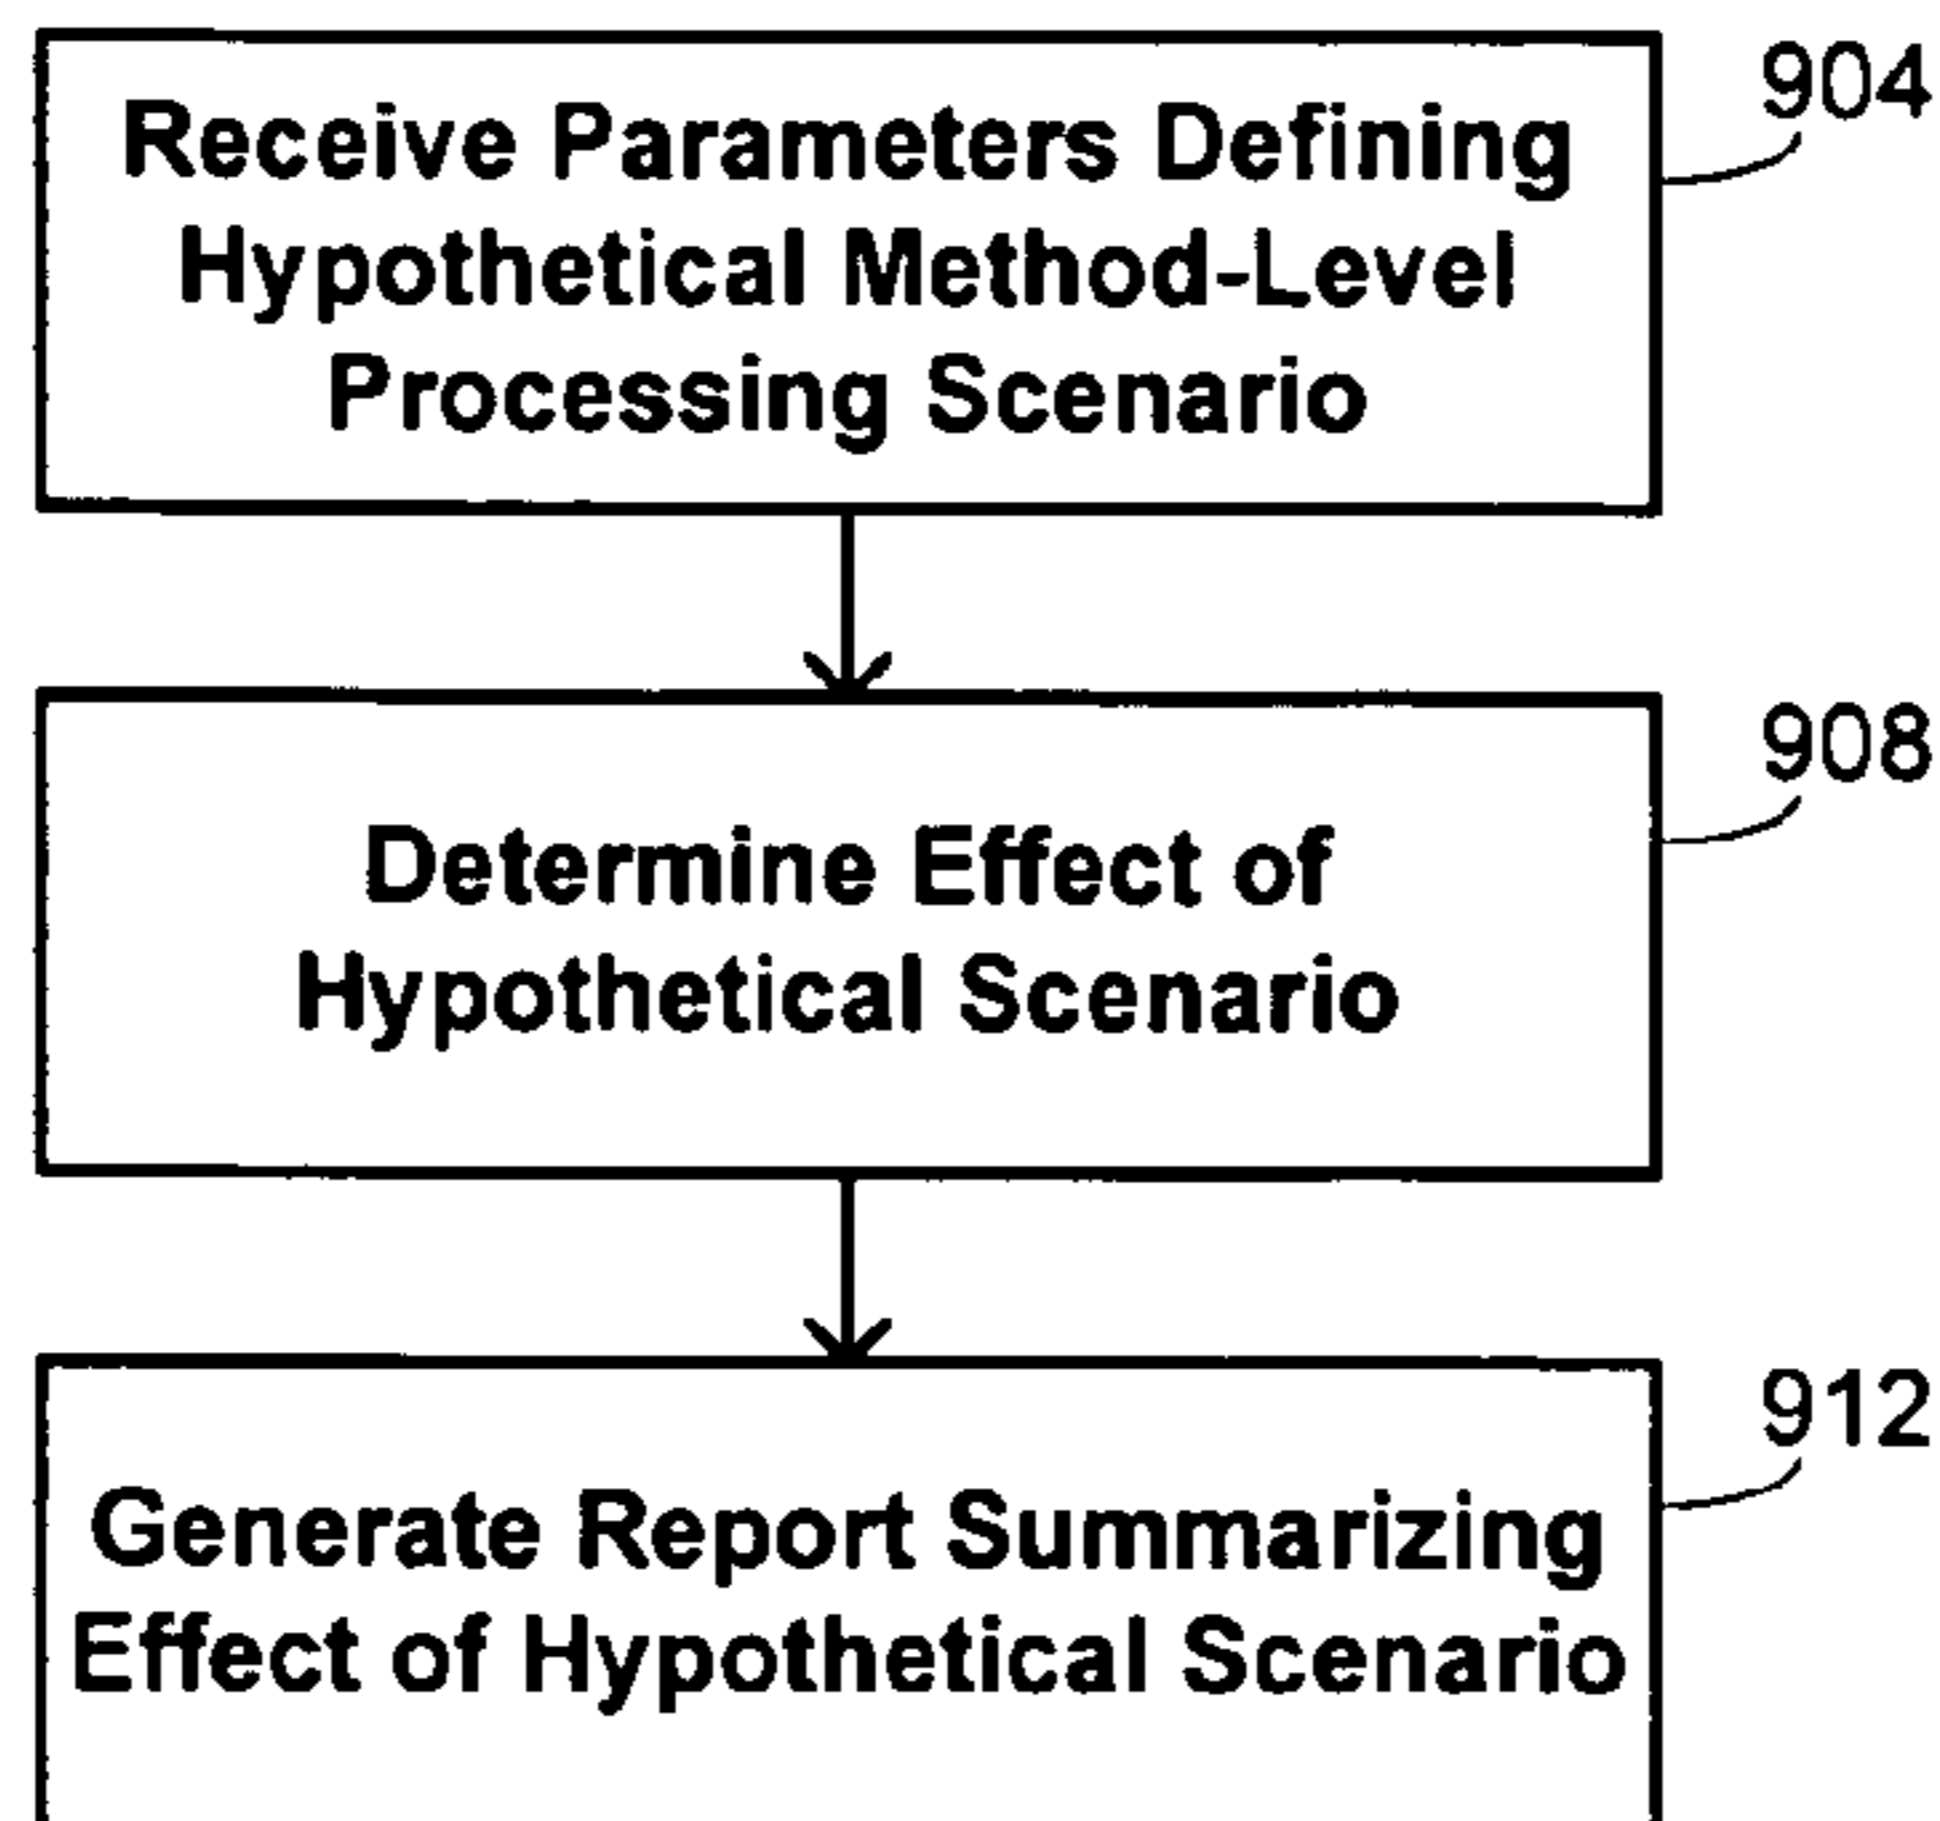 904
Receive Parameters Defining
Hypothetical Method-Level
Processing Scenario
908
Determine Effect of
Hypothetical Scenario
912
Generate Report Summarizing
Effect of Hypothetical Scenario